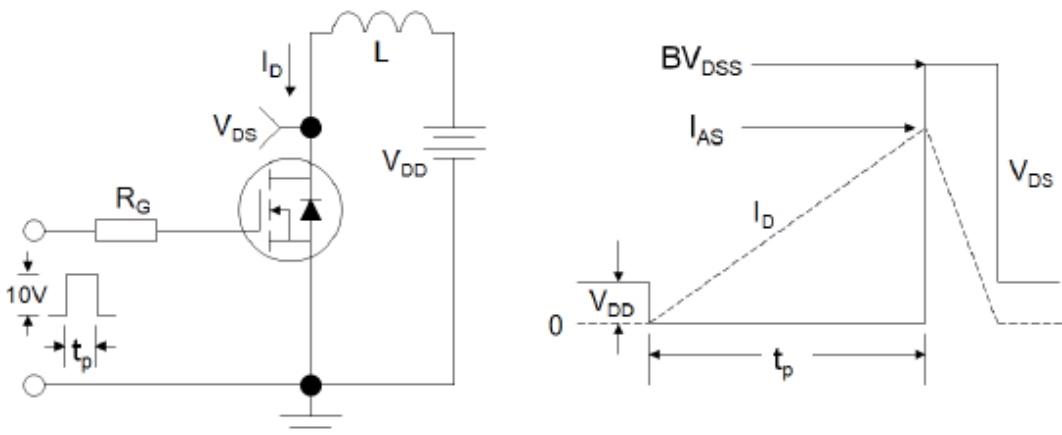 I_D
L
V_DS
V_DD
R_G
10V
t_p
BV_DSS
I_AS
V_DS
I_D
V_DD
0
t_p